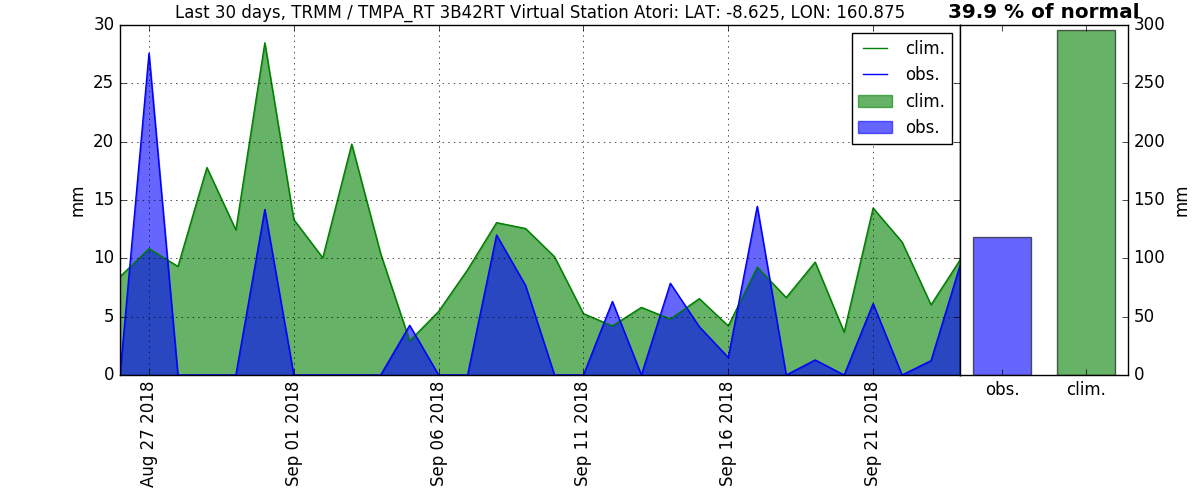 Last 30 days, TRMM / TMPA_RT 3B42RT Virtual Station Atori: LAT: -8.625, LON: 160.875
39.9 % of normal
30
25
20
15
10
5
0
mm
clim.
obs.
clim.
obs.
Aug 27 2018
Sep 01 2018
Sep 06 2018
Sep 11 2018
Sep 16 2018
Sep 21 2018
300
250
200
150
100
50
0
mm
obs.
clim.